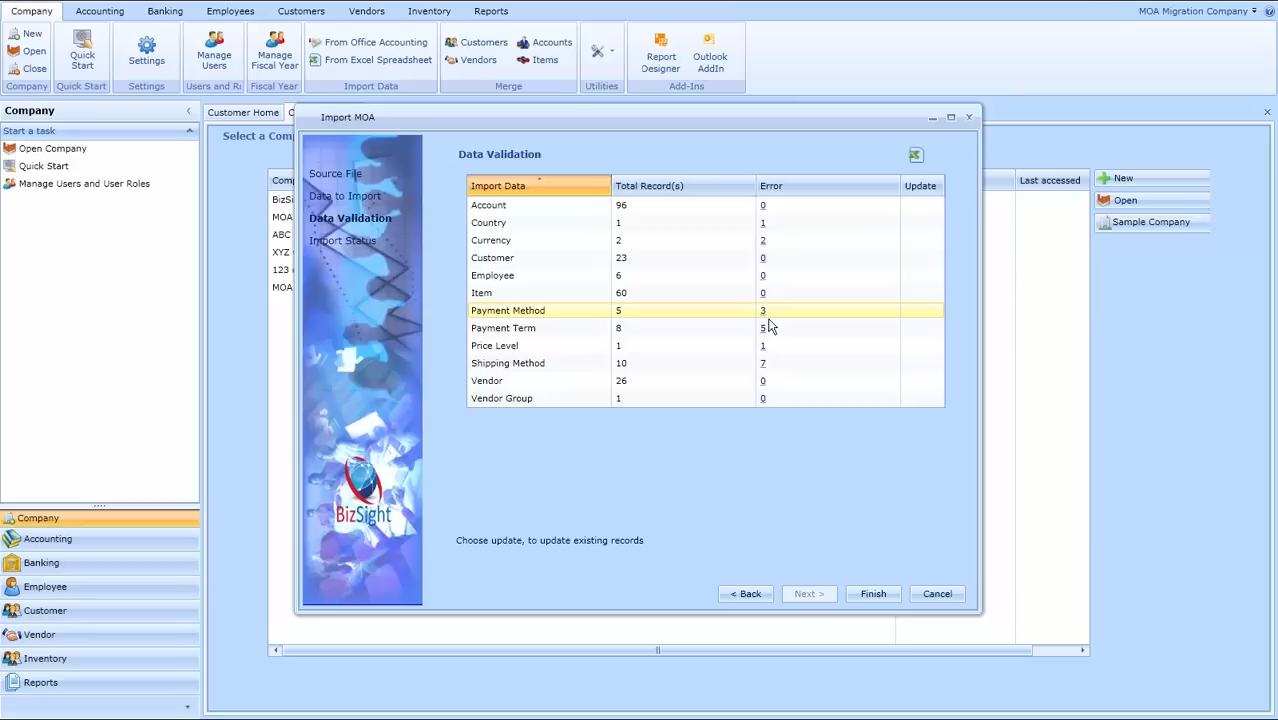 Company Accounting Banking Employees Customers Vendors Inventory Reports MOA Migration Company
New
Open
Close
Quick Start
Settings
Manage Users
Manage Fiscal Year
From Office Accounting
From Excel Spreadsheet
Customers Accounts
Vendors Items
Report Designer
Outlook AddIn
Company Quick Start Settings Users and R Fiscal Year Import Data Merge Utilities Add-Ins
Company
Start a task
Open Company
Quick Start
Manage Users and User Roles
Company
Accounting
Banking
Employee
Customer
Vendor
Inventory
Reports
Customer Home
Select a Com
Com
BizSi
MOA
ABC
XYZ
123
MOA
Import MOA
Source File
Data to Import
Data Validation
Import Status
BizSight
Data Validation
Import Data Total Record(s) Error Update
Account 96 0
Country 1 1
Currency 2 2
Customer 23 0
Employee 6 0
Item 60 0
Payment Method 5 3
Payment Term 8 5
Price Level 1 1
Shipping Method 10 7
Vendor 26 0
Vendor Group 1 0
Choose update, to update existing records
< Back Next > Finish Cancel
Last accessed
New
Open
Sample Company